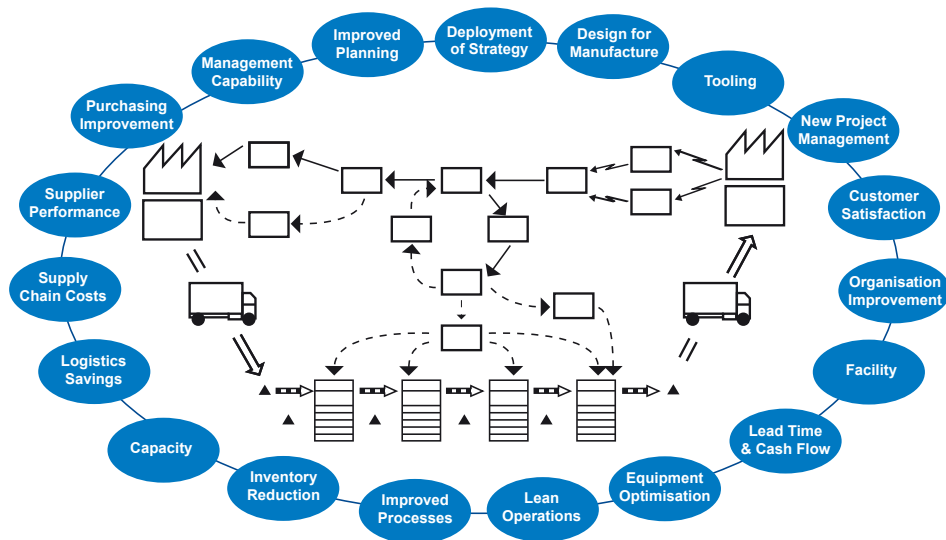 Improved
Planning
Deployment
of Strategy
Design for
Manufacture
Management
Capability
Tooling
Purchasing
Improvement
New Project
Management
Supplier
Performance
Customer
Satisfaction
Supply
Chain Costs
Organisation
Improvement
Logistics
Savings
Facility
Capacity
Lead Time
& Cash Flow
Inventory
Reduction
Equipment
Optimisation
Improved
Processes
Lean
Operations